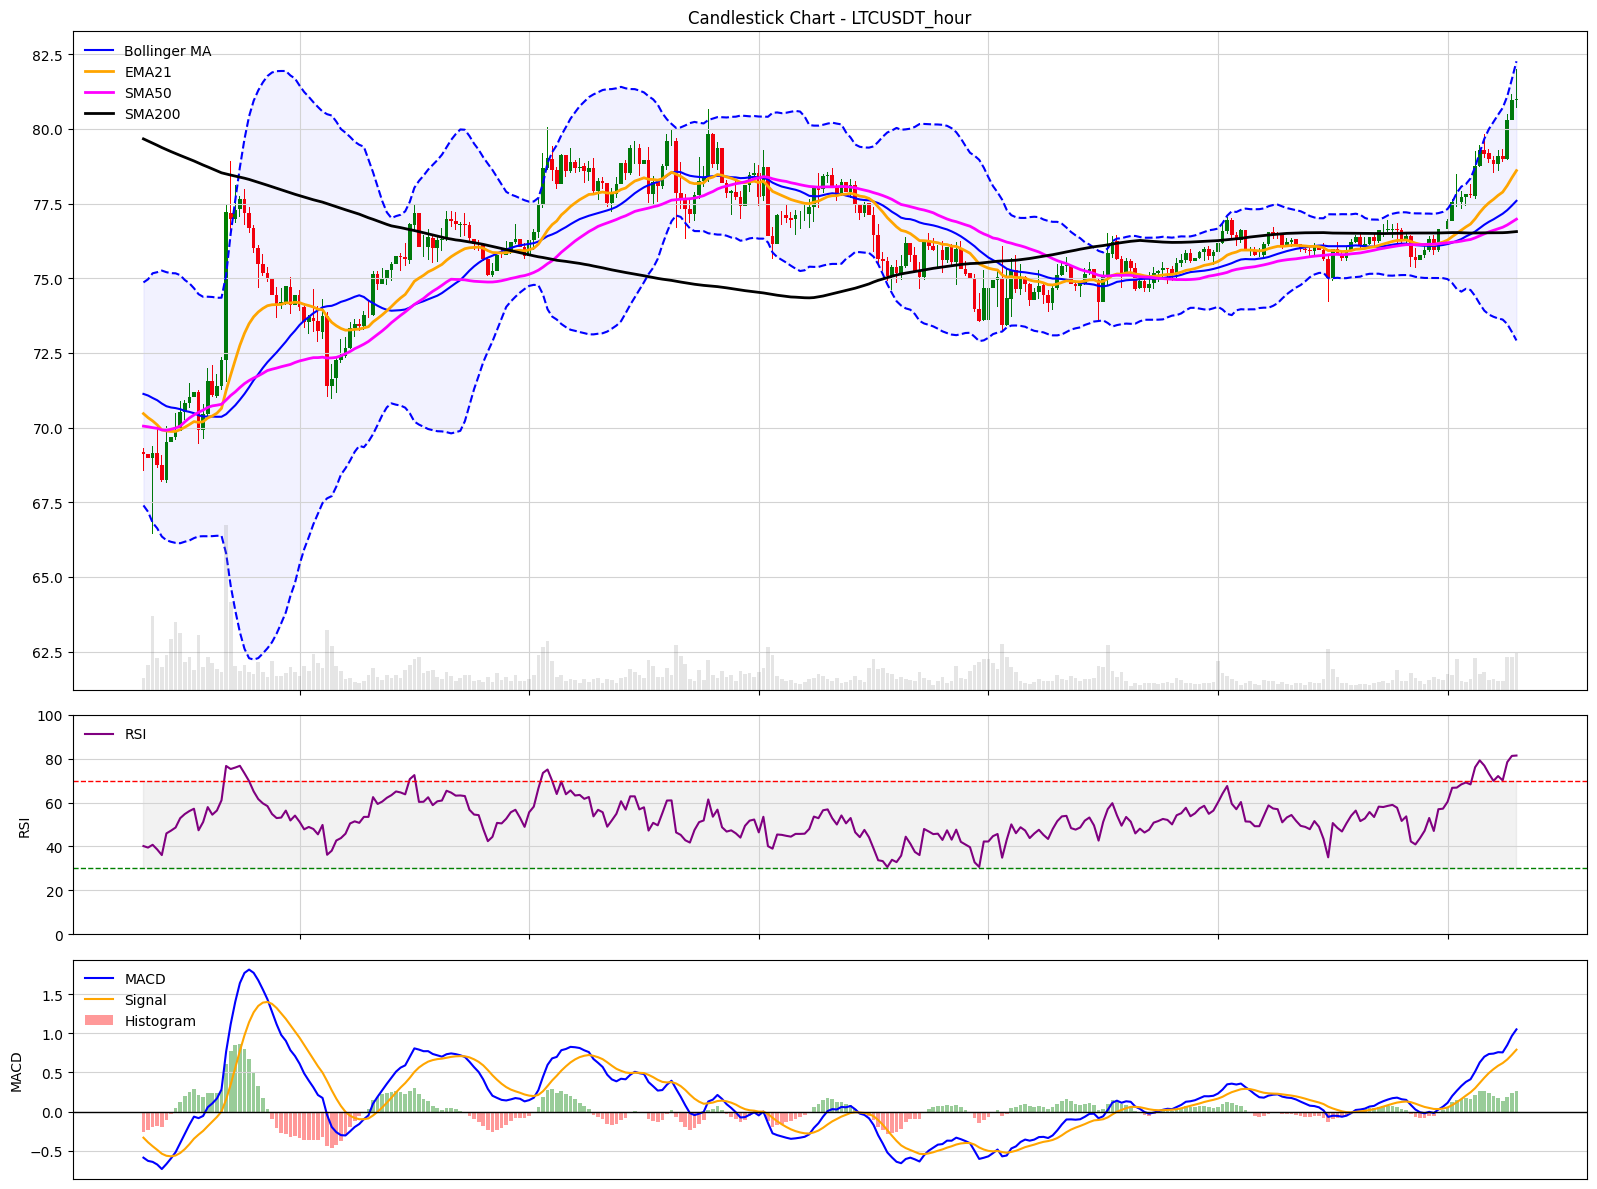 Candlestick Chart - LTCUSDT_hour
Bollinger MA
EMA21
SMA50
SMA200
82.5
80.0
77.5
75.0
72.5
70.0
67.5
65.0
62.5
RSI
RSI
100
80
60
40
20
0
MACD
MACD
Signal
Histogram
1.5
1.0
0.5
0.0
−0.5